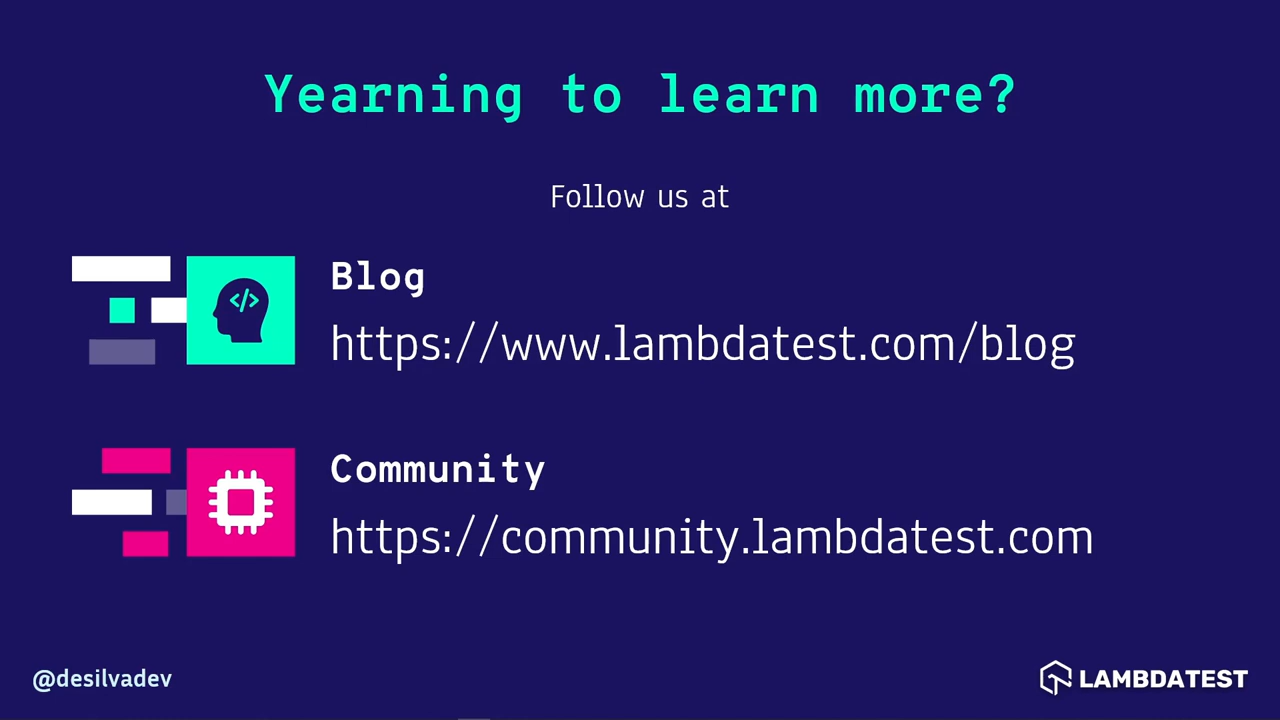 Yearning to learn more?
Follow us at
Blog
https://www.lambdatest.com/blog
Community
https://community.lambdatest.com
@desilvadev
LAMBDATEST